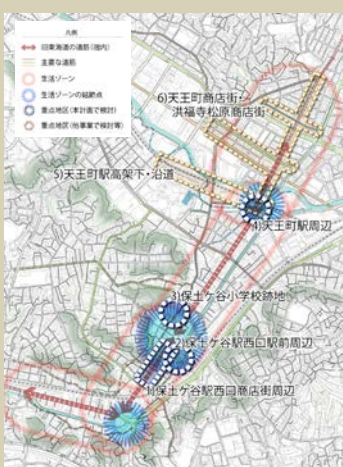 凡例
旧東海道の道筋(圏内)
主要な道筋
生活ゾーン
生活ゾーンの結節点
重点地区(本計画で検討)
重点地区(他事業で検討等)
6)天王町商店街・
洪福寺松原商店街
5)天王町駅高架下・沿道
4)天王町駅周辺
3)保土ケ谷小学校跡地
2)保土ケ谷駅西口駅前周辺
1)保土ケ谷駅西口商店街周辺